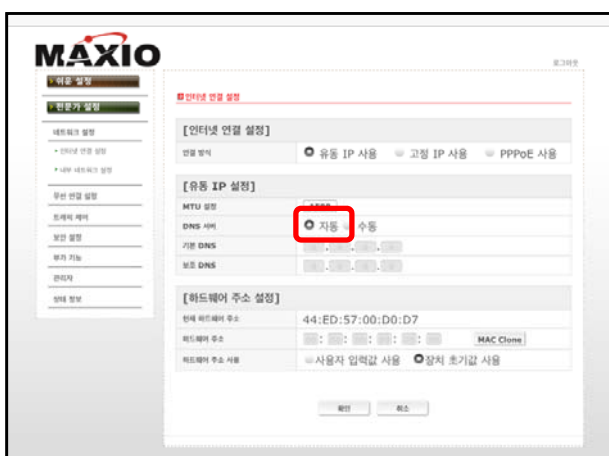 MAXIO
로그아웃
쉬운 설정
전문가 설정
네트워크 설정
인터넷 연결 설정
내부 네트워크 설정
무선 연결 설정
트래픽 제어
보안 설정
부가 기능
관리자
상태 정보
인터넷 연결 설정
[인터넷 연결 설정]
연결 방식 유동 IP 사용 고정 IP 사용 PPPoE 사용
[유동 IP 설정]
MTU 설정
DNS 서버 자동 수동
기본 DNS . . .
보조 DNS . . .
[하드웨어 주소 설정]
현재 하드웨어 주소 44:ED:57:00:D0:D7
하드웨어 주소 : : : : : MAC Clone
하드웨어 주소 사용 사용자 입력값 사용 장치 초기값 사용
확인 취소